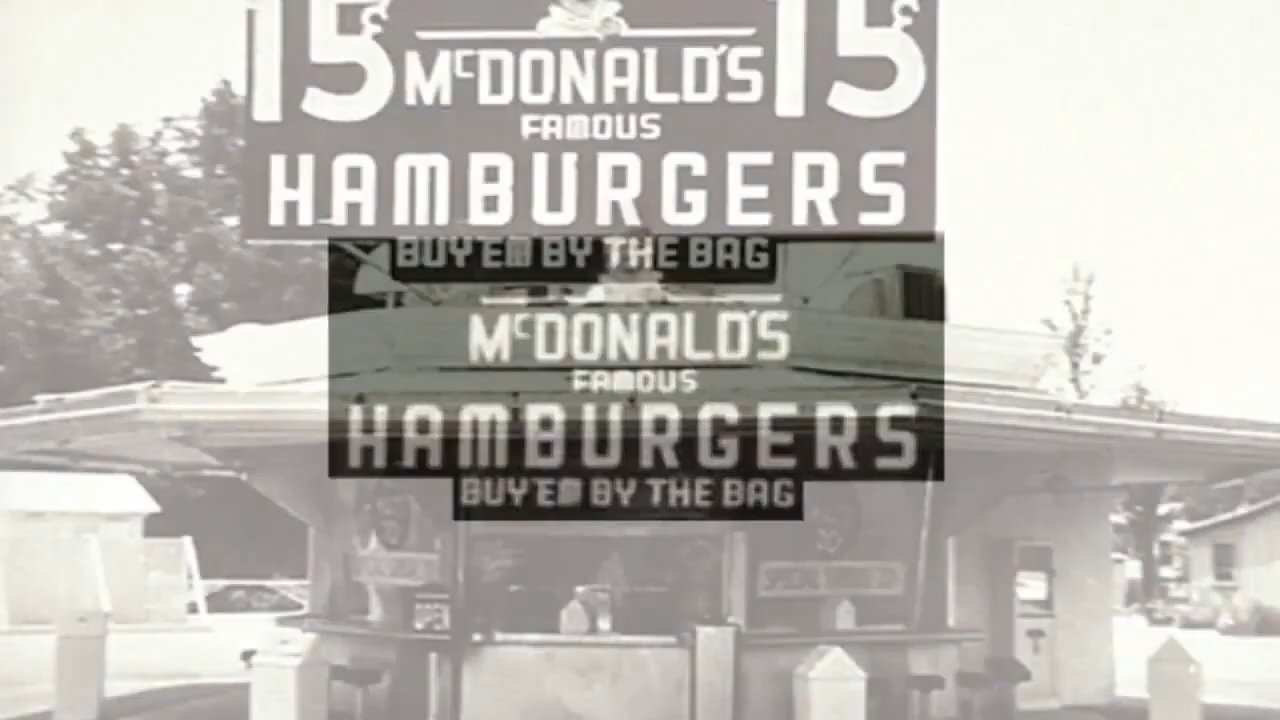 15¢ McDONALD'S 15¢
FAMOUS
HAMBURGERS
BUY'EM BY THE BAG
McDONALD'S
FAMOUS
HAMBURGERS
BUY'EM BY THE BAG